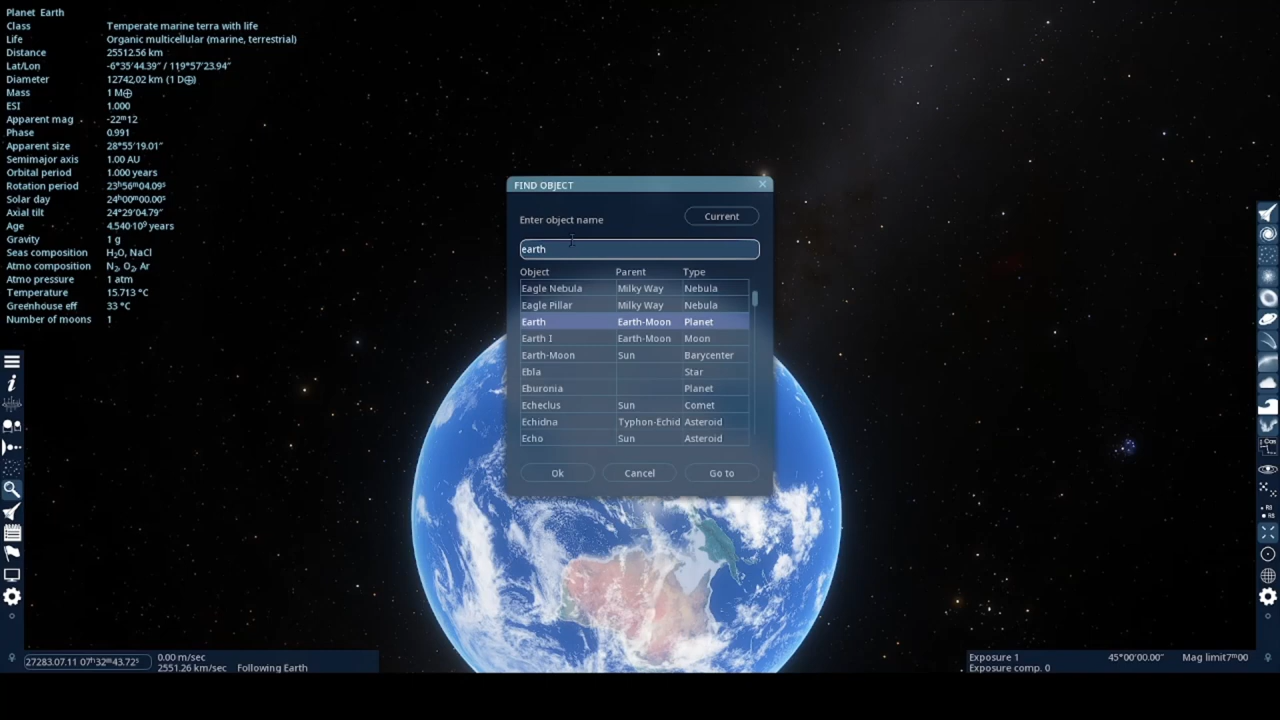 Planet Earth
Class Temperate marine terra with life
Life Organic multicellular (marine, terrestrial)
Distance 25512.56 km
Lat/Lon -6°35'44.39" / 119°57'23.94"
Diameter 12742.02 km (1 D⊕)
Mass 1 M⊕
ESI 1.000
Apparent mag -22ᵐ12
Phase 0.991
Apparent size 28°55'19.01"
Semimajor axis 1.00 AU
Orbital period 1.000 years
Rotation period 23ʰ56ᵐ04.09ˢ
Solar day 24ʰ00ᵐ00.00ˢ
Axial tilt 24°29'04.79"
Age 4.540·10⁹ years
Gravity 1 g
Seas composition H₂O, NaCl
Atmo composition N₂, O₂, Ar
Atmo pressure 1 atm
Temperature 15.713 °C
Greenhouse eff 33 °C
Number of moons 1
FIND OBJECT
Enter object name
Current
earth
Object Parent Type
Eagle Nebula Milky Way Nebula
Eagle Pillar Milky Way Nebula
Earth Earth-Moon Planet
Earth I Earth-Moon Moon
Earth-Moon Sun Barycenter
Ebla Star
Eburonia Planet
Echeclus Sun Comet
Echidna Typhon-Echid Asteroid
Echo Sun Asteroid
Ok Cancel Go to
27283.07.11 07ʰ32ᵐ43.72ˢ
0.00 m/sec
2551.26 km/sec Following Earth
Exposure 1 45°00'00.00" Mag limit 7ᵐ00
Exposure comp. 0